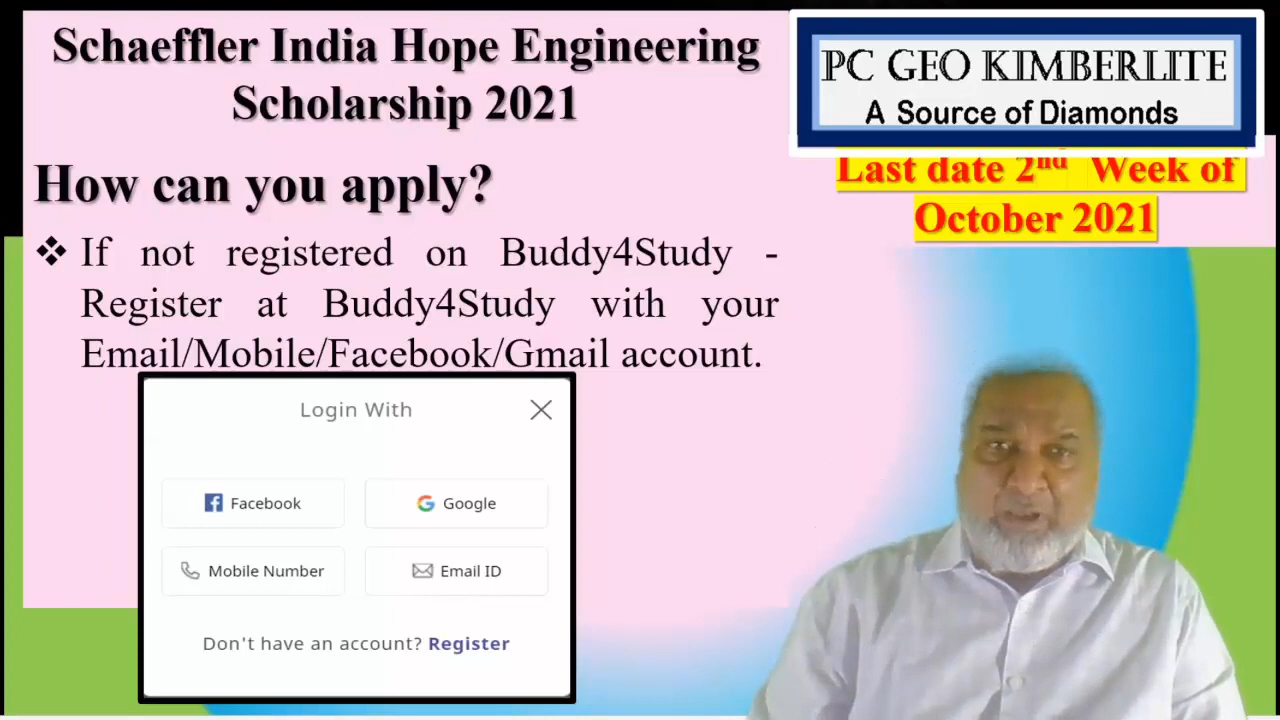 Schaeffler India Hope Engineering
Scholarship 2021
PC GEO KIMBERLITE
A Source of Diamonds
Last date 2nd Week of
October 2021
How can you apply?
❖ If not registered on Buddy4Study -
Register at Buddy4Study with your
Email/Mobile/Facebook/Gmail account.
Login With
Facebook
Google
Mobile Number
Email ID
Don't have an account? Register